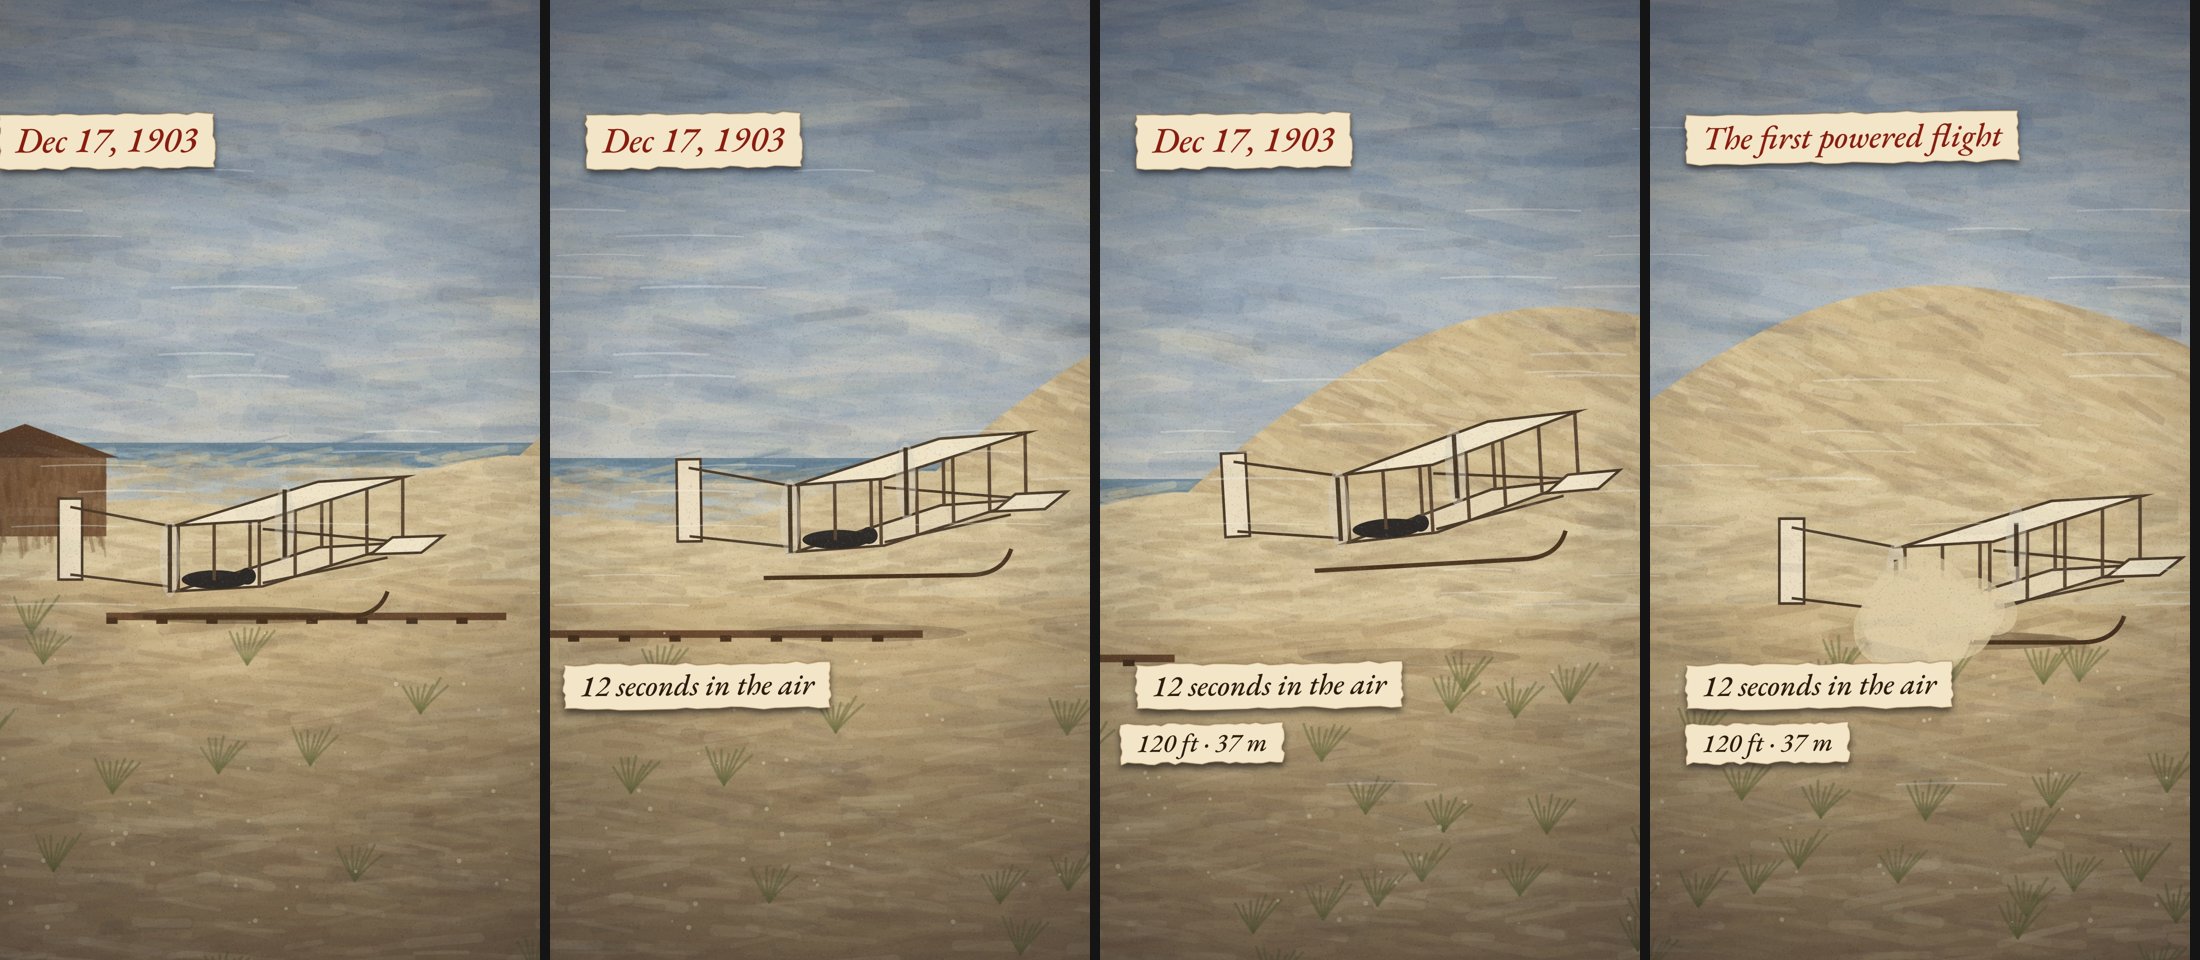 Dec 17, 1903
Dec 17, 1903
12 seconds in the air
Dec 17, 1903
12 seconds in the air
120 ft · 37 m
The first powered flight
12 seconds in the air
120 ft · 37 m